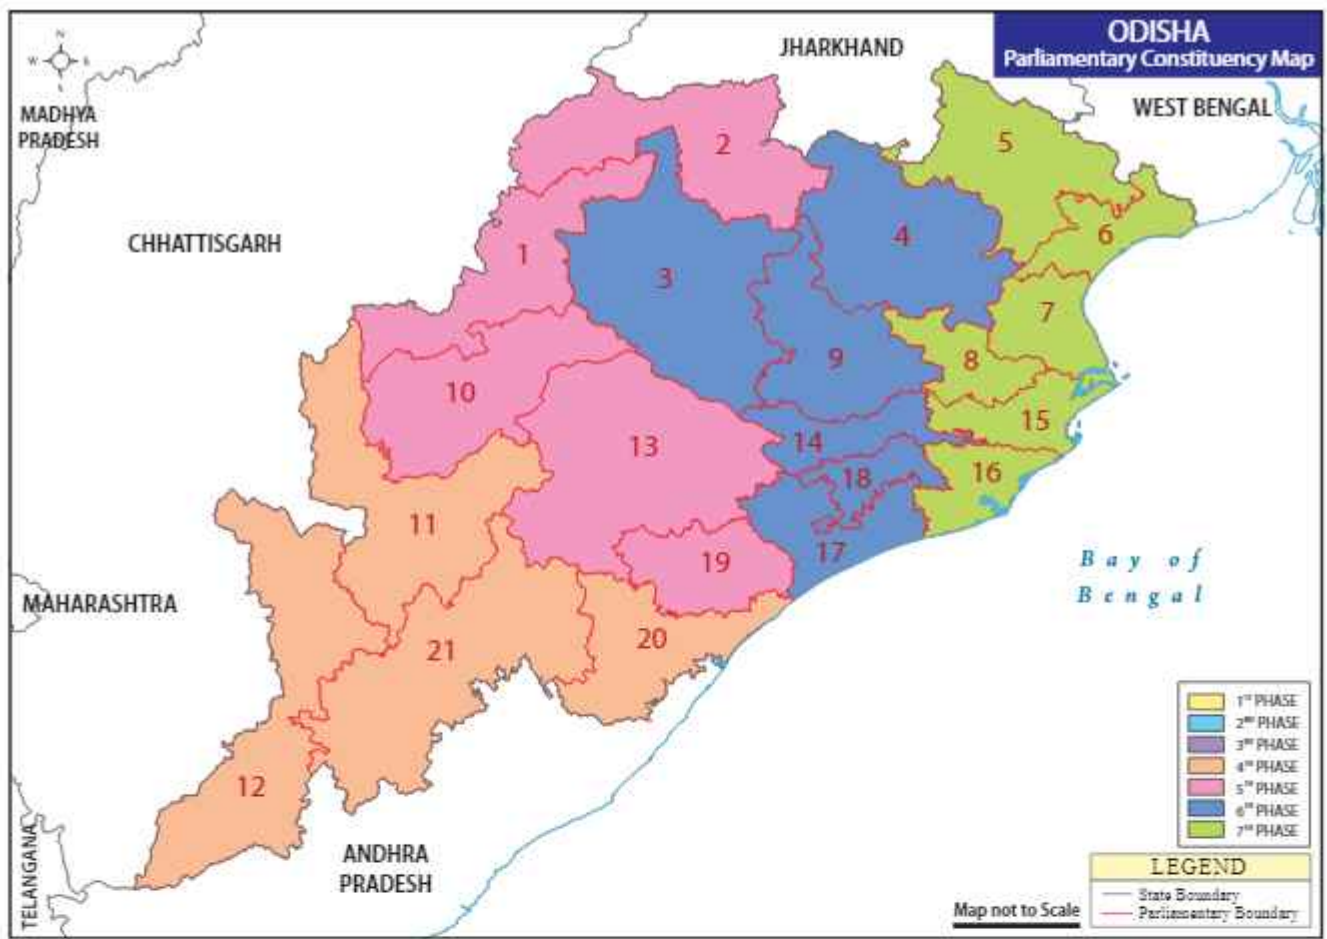 ODISHA
Parliamentary Constituency Map
N
W
E
S
JHARKHAND
WEST BENGAL
MADHYA
PRADESH
CHHATTISGARH
MAHARASHTRA
TELANGANA
ANDHRA
PRADESH
Bay of
Bengal
2
5
1
3
4
6
7
8
9
10
13
14
15
16
18
11
17
19
20
21
12
1ST PHASE
2ND PHASE
3RD PHASE
4TH PHASE
5TH PHASE
6TH PHASE
7TH PHASE
LEGEND
State Boundary
Parliamentary Boundary
Map not to Scale